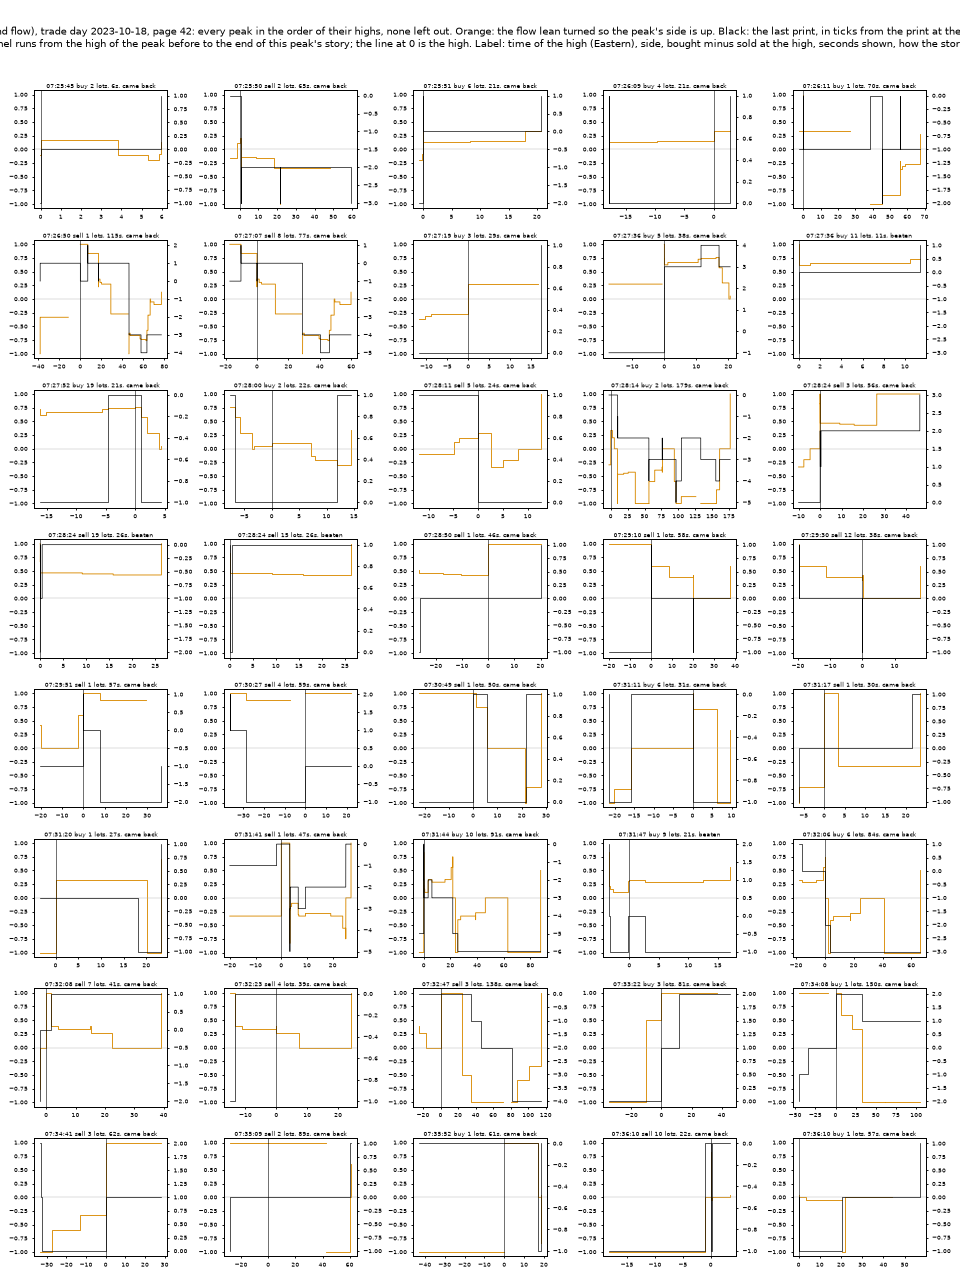 nd flow), trade day 2023-10-18, page 42: every peak in the order of their highs, none left out. Orange: the flow lean turned so the peak's side is up. Black: the last print, in ticks from the print at the
nel runs from the high of the peak before to the end of this peak's story; the line at 0 is the high. Label: time of the high (Eastern), side, bought minus sold at the high, seconds shown, how the stor
07:25:45 buy 2 lots. 6s. came back
07:25:50 sell 2 lots. 65s. came back
07:25:51 buy 6 lots. 21s. came back
07:26:09 buy 4 lots. 21s. came back
07:26:11 buy 1 lots. 70s. came back
07:26:50 sell 1 lots. 115s. came back
07:27:07 sell 8 lots. 77s. came back
07:27:19 buy 3 lots. 29s. came back
07:27:36 buy 5 lots. 38s. came back
07:27:36 buy 11 lots. 11s. beaten
07:27:52 buy 19 lots. 21s. came back
07:28:00 buy 2 lots. 22s. came back
07:28:11 sell 5 lots. 24s. came back
07:28:14 buy 2 lots. 179s. came back
07:28:24 sell 3 lots. 56s. came back
07:28:24 sell 19 lots. 26s. beaten
07:28:24 sell 15 lots. 26s. beaten
07:28:50 sell 1 lots. 46s. came back
07:29:10 sell 1 lots. 58s. came back
07:29:30 sell 12 lots. 38s. came back
07:29:51 sell 1 lots. 57s. came back
07:30:27 sell 4 lots. 59s. came back
07:30:49 sell 1 lots. 50s. came back
07:31:11 buy 6 lots. 31s. came back
07:31:17 sell 1 lots. 30s. came back
07:31:20 buy 1 lots. 27s. came back
07:31:41 sell 1 lots. 47s. came back
07:31:44 buy 10 lots. 91s. came back
07:31:47 buy 9 lots. 21s. beaten
07:32:06 buy 6 lots. 84s. came back
07:32:08 sell 7 lots. 41s. came back
07:32:23 sell 4 lots. 39s. came back
07:32:47 sell 3 lots. 138s. came back
07:33:22 buy 3 lots. 81s. came back
07:34:08 buy 1 lots. 150s. came back
07:34:41 sell 3 lots. 62s. came back
07:35:09 sell 2 lots. 89s. came back
07:35:52 buy 1 lots. 61s. came back
07:36:10 sell 10 lots. 22s. came back
07:36:10 buy 1 lots. 57s. came back